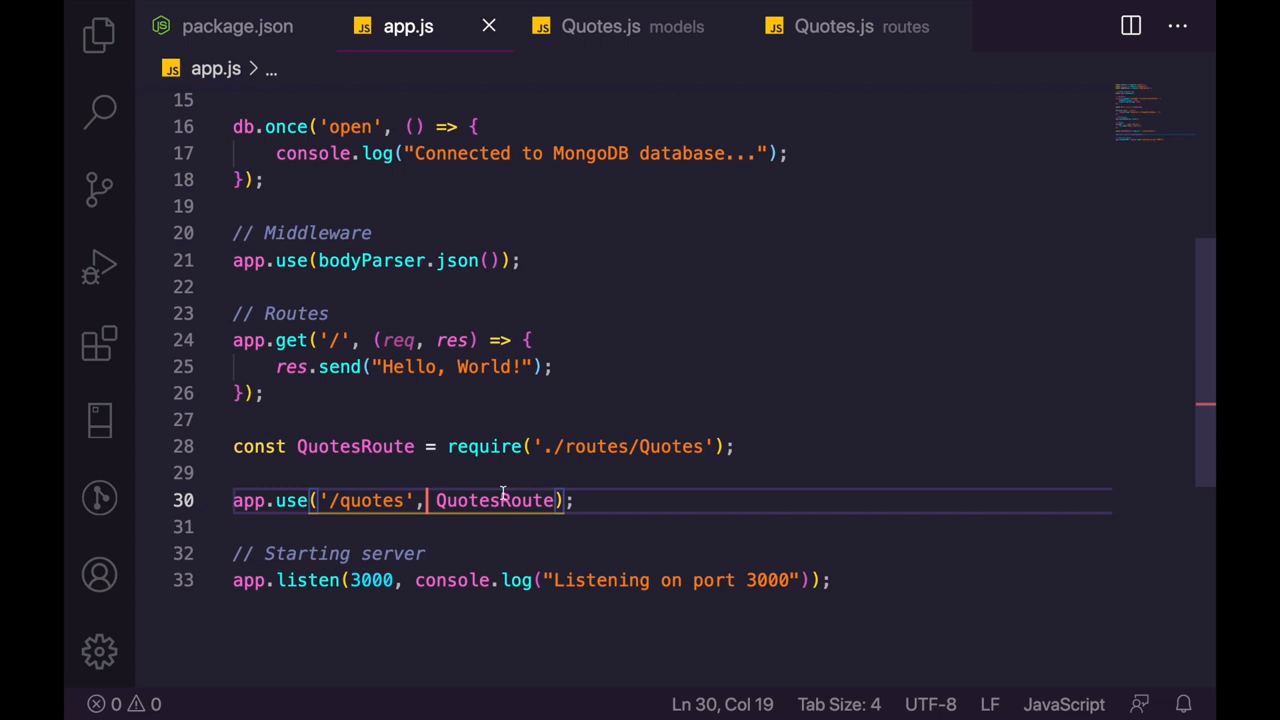 package.json
JS app.js
JS Quotes.js models
JS Quotes.js routes
JS app.js > ...
15
16 db.once('open', () => {
17     console.log("Connected to MongoDB database...");
18 });
19
20 // Middleware
21 app.use(bodyParser.json());
22
23 // Routes
24 app.get('/', (req, res) => {
25     res.send("Hello, World!");
26 });
27
28 const QuotesRoute = require('./routes/Quotes');
29
30 app.use('/quotes', QuotesRoute);
31
32 // Starting server
33 app.listen(3000, console.log("Listening on port 3000"));
0 0 Ln 30, Col 19 Tab Size: 4 UTF-8 LF JavaScript